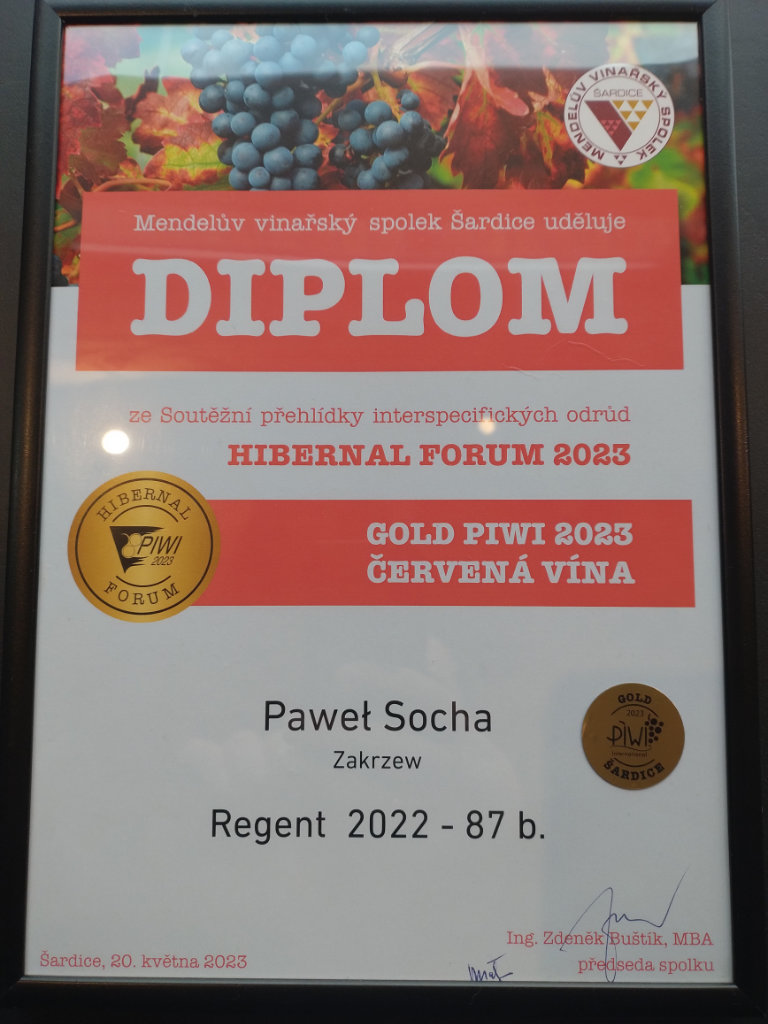 MENDELŮV VINAŘSKÝ SPOLEK
ŠARDICE
Mendelův vinařský spolek Šardice uděluje
DIPLOM
ze Soutěžní přehlídky interspecifických odrůd
HIBERNAL FORUM 2023
HIBERNAL
PIWI
2023
FORUM
GOLD PIWI 2023
ČERVENÁ VÍNA
Paweł Socha
Zakrzew
GOLD
2023
PIWI
International
ŠARDICE
Regent 2022 - 87 b.
Ing. Zdeněk Buštík, MBA
předseda spolku
Šardice, 20. května 2023